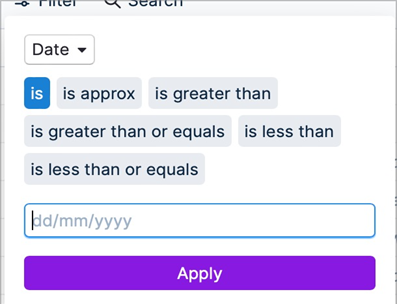 Filter Search
Date
is is approx is greater than
is greater than or equals is less than
is less than or equals
dd/mm/yyyy
Apply